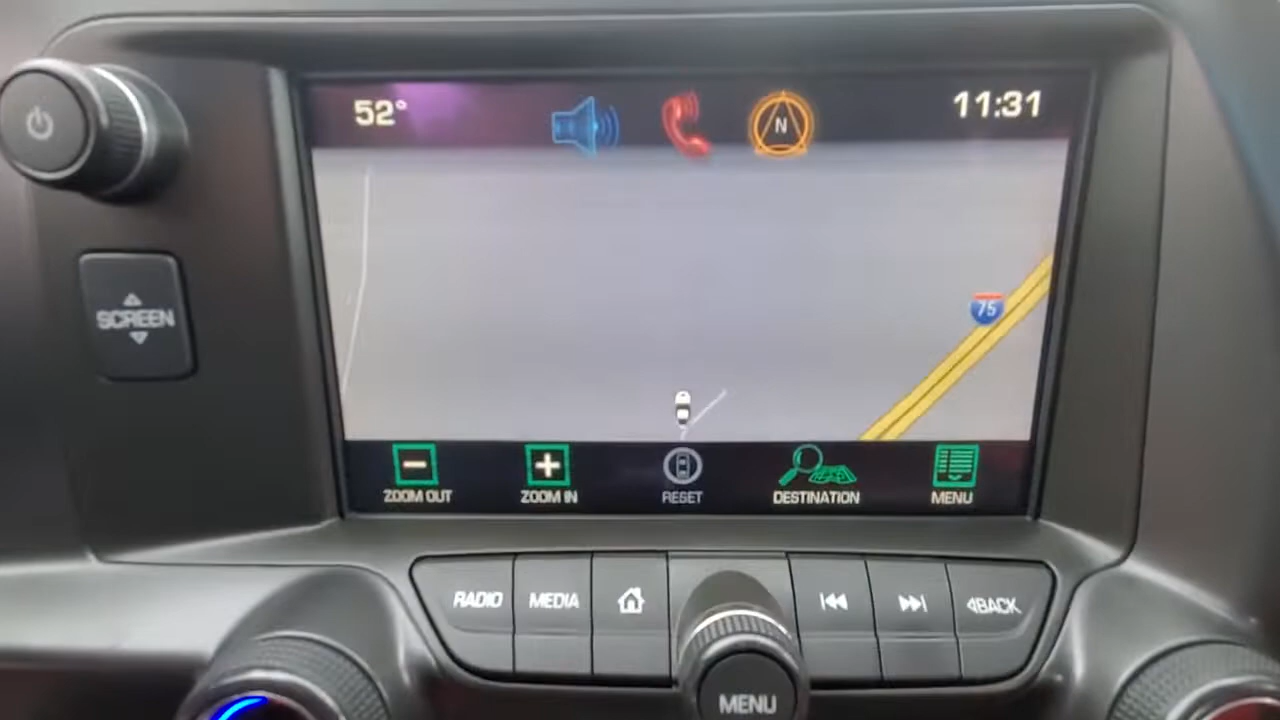 52°
N
11:31
SCREEN
75
ZOOM OUT
ZOOM IN
RESET
DESTINATION
MENU
RADIO
MEDIA
BACK
MENU